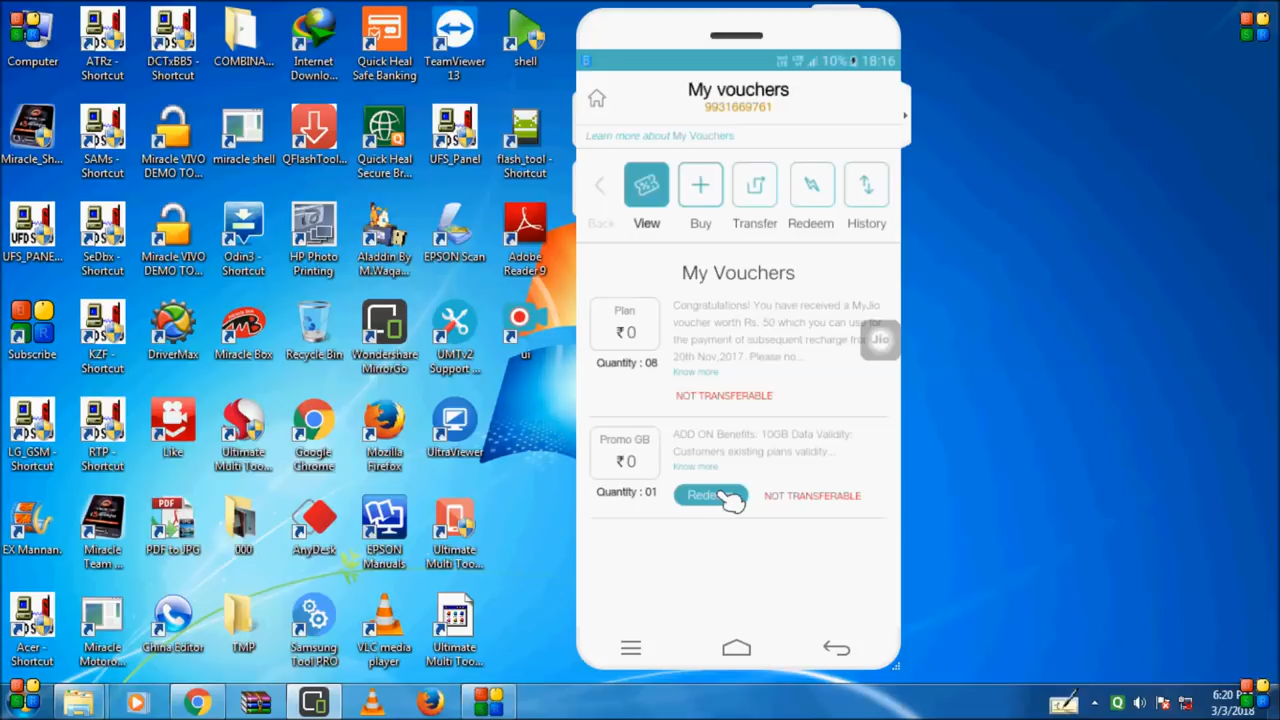 Computer
ATRz -
Shortcut
DCTxBB5 -
Shortcut
COMBINA...
Internet
Downlo...
Quick Heal
Safe Banking
TeamViewer
13
shell
Miracle_Sh...
SAMs -
Shortcut
Miracle VIVO
DEMO TO...
miracle shell
QFlashTool...
Quick Heal
Secure Br...
UFS_Panel
flash_tool -
Shortcut
UFS_PANE...
SeDbx -
Shortcut
Miracle VIVO
DEMO TO...
Odin3 -
Shortcut
HP Photo
Printing
Aladdin By
M.Waqa...
EPSON Scan
Adobe
Reader 9
Subscribe
KZF -
Shortcut
DriverMax
Miracle Box
Recycle Bin
Wondershare
MirrorGo
UMTv2
Support ...
ui
LG_GSM -
Shortcut
RTP -
Shortcut
Like
Ultimate
Multi Too...
Google
Chrome
Mozilla
Firefox
UltraViewer
EX Mannan.
Miracle
Team ...
PDF to JPG
000
AnyDesk
EPSON
Manuals
Ultimate
Multi Too...
Acer -
Shortcut
Miracle
Motoro...
China Editor
TMP
Samsung
Tool PRO
VLC media
player
Ultimate
Multi Too...
10% 18:16
My vouchers
9931669761
Learn more about My Vouchers
Back
View
Buy
Transfer
Redeem
History
My Vouchers
Plan
₹0
Quantity : 08
Congratulations! You have received a MyJio
voucher worth Rs. 50 which you can use for
the payment of subsequent recharge from
20th Nov,2017. Please no...
Know more
NOT TRANSFERABLE
Jio
Promo GB
₹0
Quantity : 01
ADD ON Benefits: 10GB Data Validity:
Customers existing plans validity...
Know more
NOT TRANSFERABLE
6:20 PM
3/3/2018